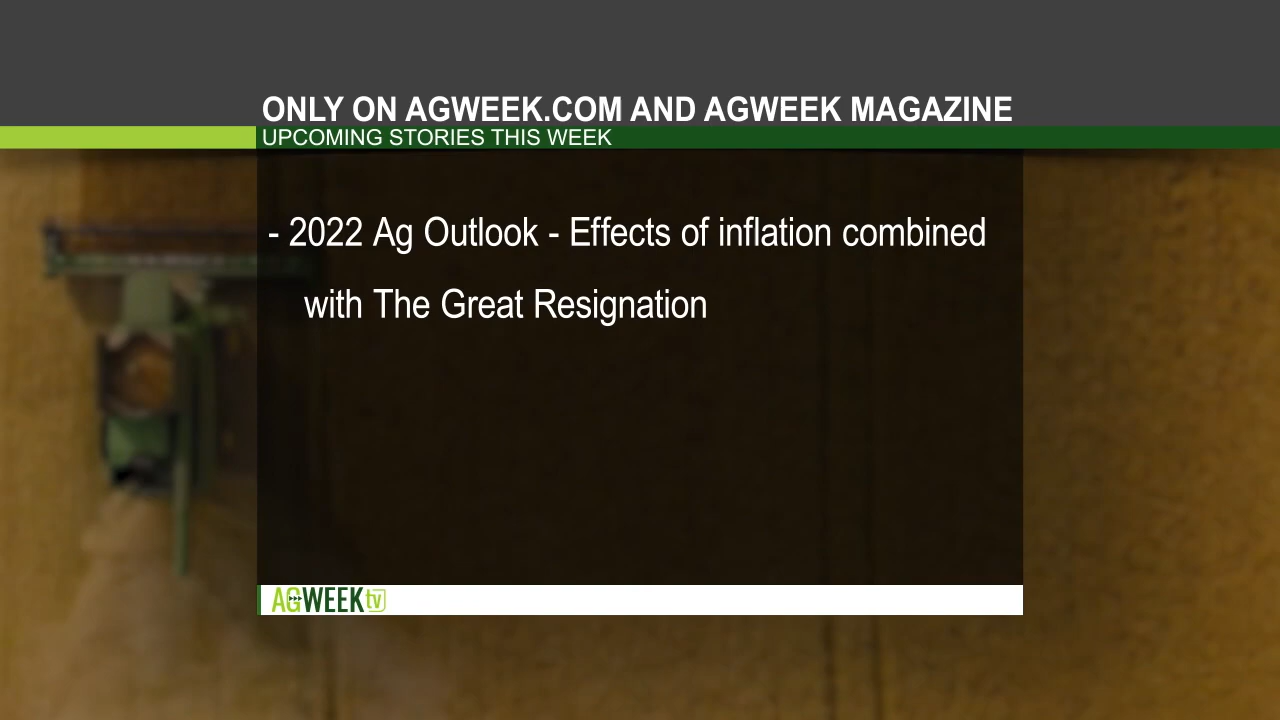 ONLY ON AGWEEK.COM AND AGWEEK MAGAZINE
UPCOMING STORIES THIS WEEK
- 2022 Ag Outlook - Effects of inflation combined
with The Great Resignation
AGWEEK tv